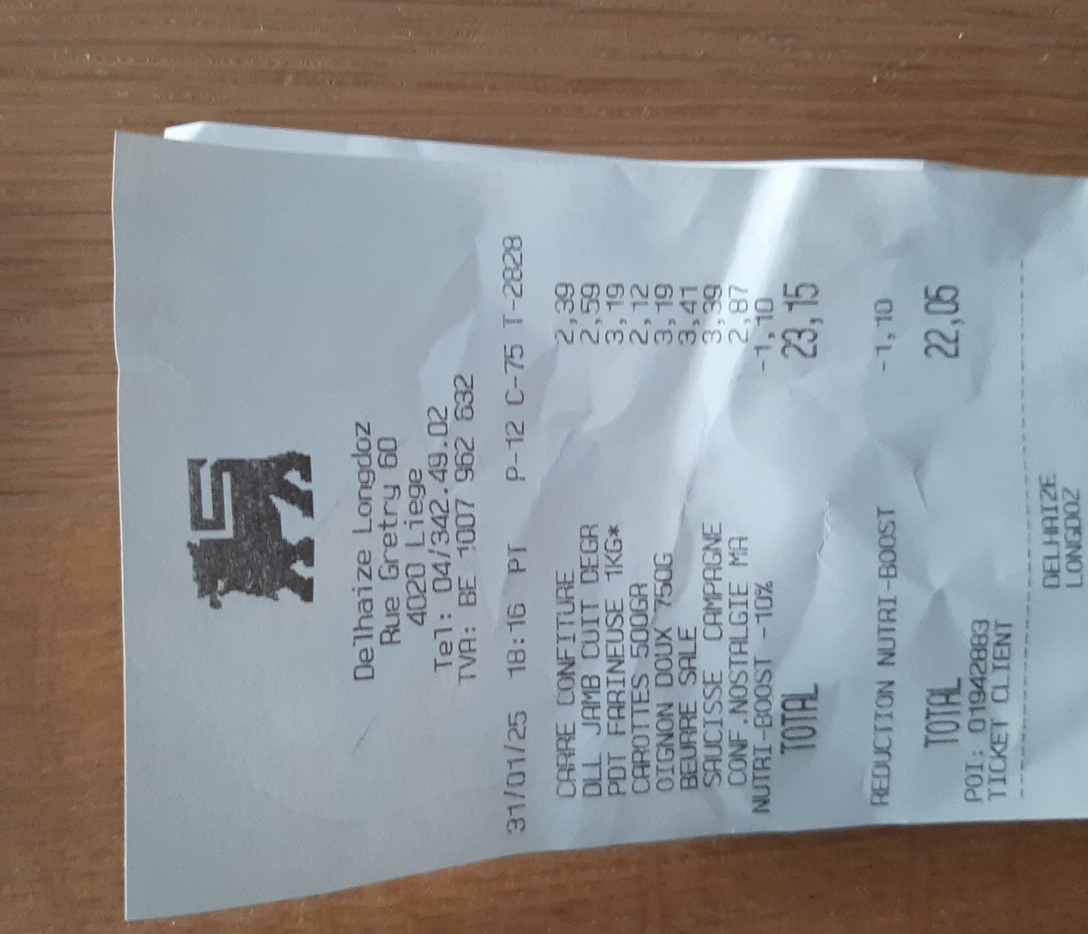 Delhaize Longdoz
Rue Gretry 60
4020 Liege
Tel: 04/342.49.02
TVA: BE 1007 962 632
31/01/25 18:16 PT P-12 C-75 T-2828
CARRE CONFITURE 2,39
DLL JAMB CUIT DEGR 2,59
PDT FARINEUSE 1KG* 3,19
CAROTTES 500GR 2,12
OIGNON DOUX 750G 3,19
BEURRE SALE 3,41
SAUCISSE CAMPAGNE 3,39
CONF.NOSTALGIE MA 2,87
NUTRI-BOOST -10% -1,10
TOTAL 23,15
REDUCTION NUTRI-BOOST -1,10
TOTAL 22,05
POI: 01942883
TICKET CLIENT
DELHAIZE
LONGDOZ